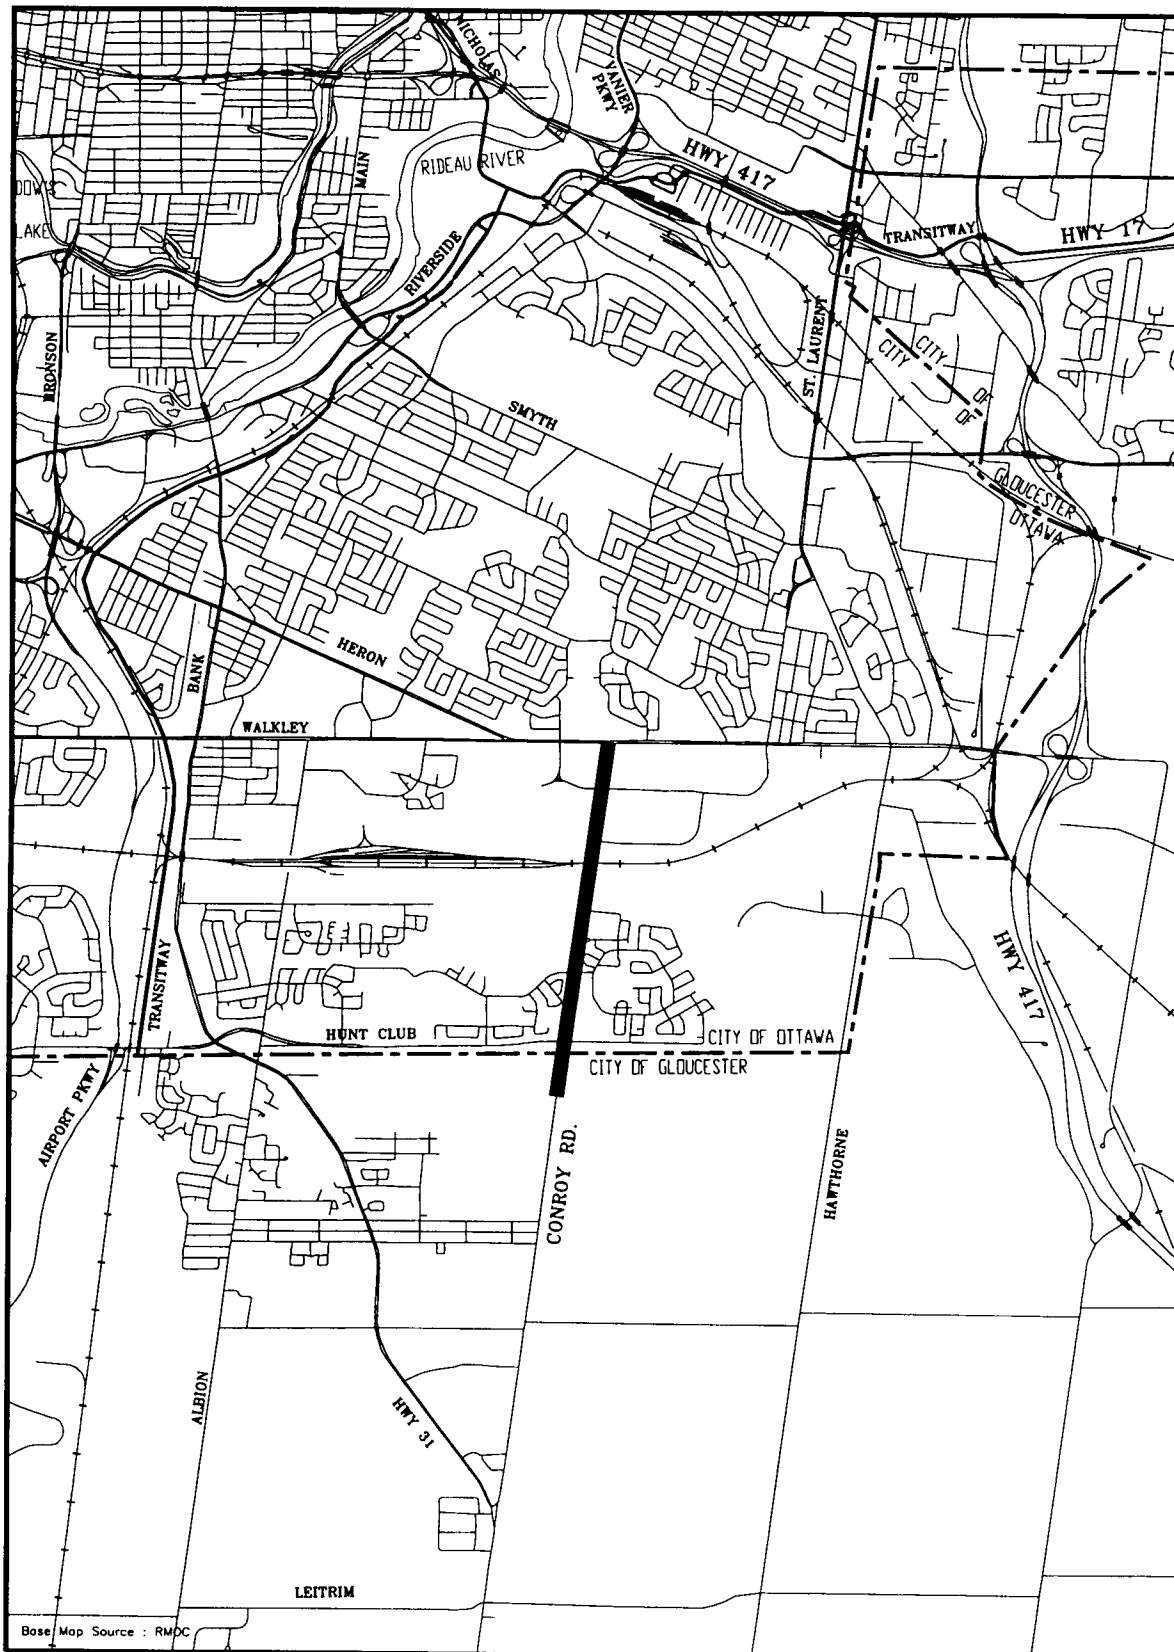 NICHOLAS
VANIER
PKWY
MAIN
RIDEAU RIVER
HWY 417
DOW'S
LAKE
TRANSITWAY
HWY 17
RIVERSIDE
BRONSON
ST. LAURENT
CITY OF
CITY OF
SMYTH
GLOUCESTER
OTTAWA
HERON
BANK
WALKLEY
TRANSITWAY
HWY 417
HUNT CLUB
CITY OF OTTAWA
CITY OF GLOUCESTER
AIRPORT PKWY
CONROY RD.
HAWTHORNE
ALBION
HWY 31
LEITRIM
Base Map Source : RMOC